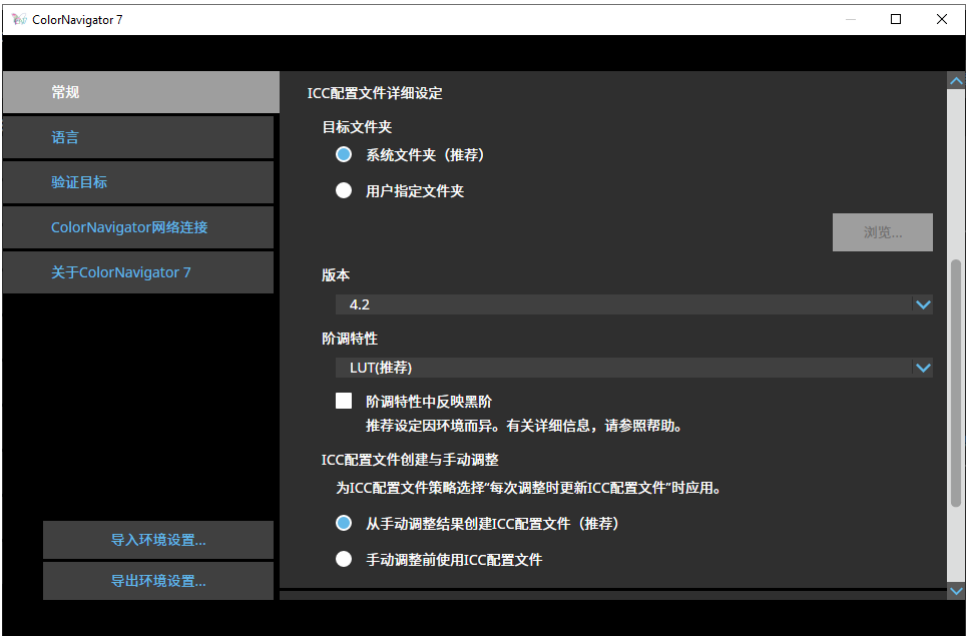 ColorNavigator 7
常规
语言
验证目标
ColorNavigator网络连接
关于ColorNavigator 7
导入环境设置...
导出环境设置...
ICC配置文件详细设定
目标文件夹
系统文件夹（推荐）
用户指定文件夹
浏览...
版本
4.2
阶调特性
LUT(推荐)
阶调特性中反映黑阶
推荐设定因环境而异。有关详细信息，请参照帮助。
ICC配置文件创建与手动调整
为ICC配置文件策略选择“每次调整时更新ICC配置文件”时应用。
从手动调整结果创建ICC配置文件（推荐）
手动调整前使用ICC配置文件